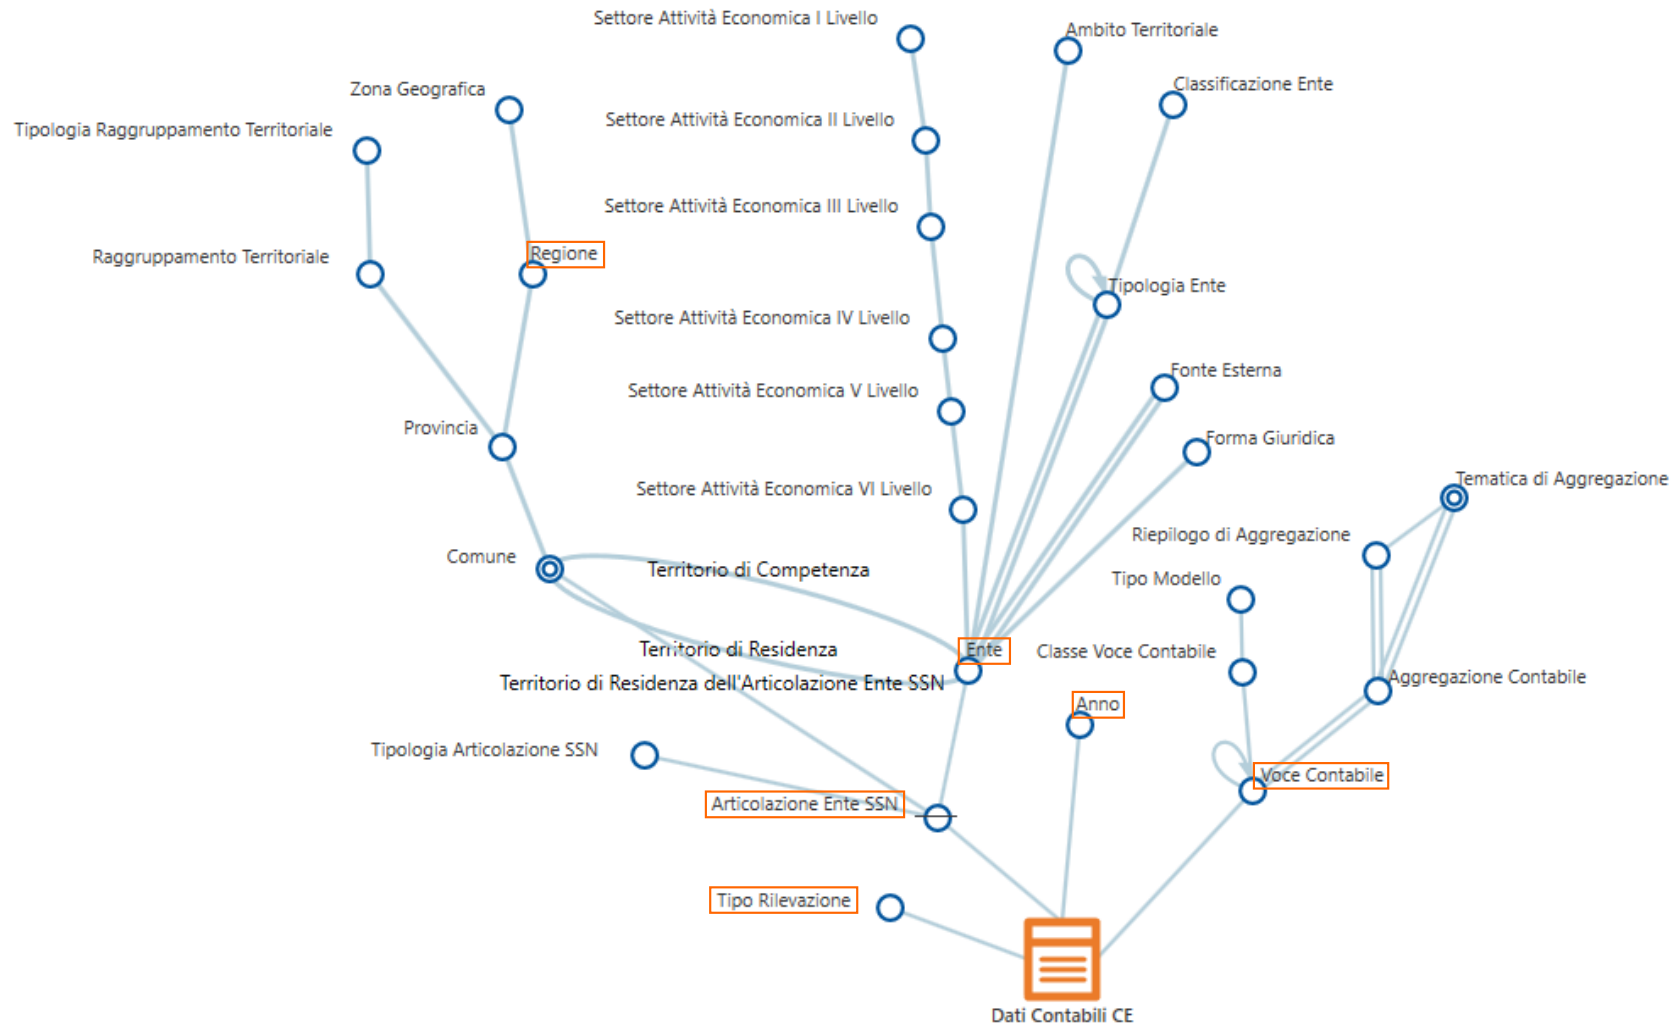 Settore Attività Economica I Livello
Ambito Territoriale
Zona Geografica
Classificazione Ente
Tipologia Raggruppamento Territoriale
Settore Attività Economica II Livello
Settore Attività Economica III Livello
Raggruppamento Territoriale
Regione
Tipologia Ente
Settore Attività Economica IV Livello
Fonte Esterna
Settore Attività Economica V Livello
Provincia
Forma Giuridica
Settore Attività Economica VI Livello
Tematica di Aggregazione
Riepilogo di Aggregazione
Comune
Territorio di Competenza
Tipo Modello
Territorio di Residenza
Ente
Classe Voce Contabile
Territorio di Residenza dell'Articolazione Ente SSN
Aggregazione Contabile
Anno
Tipologia Articolazione SSN
Voce Contabile
Articolazione Ente SSN
Tipo Rilevazione
Dati Contabili CE